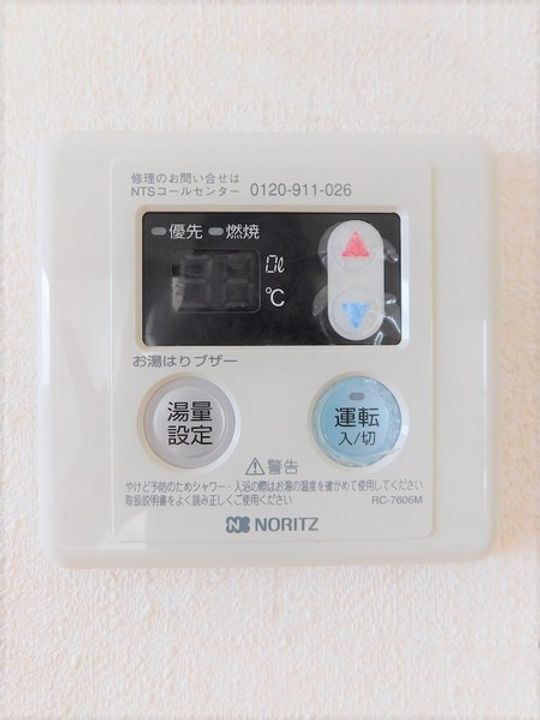 修理のお問い合せは
NTSコールセンター 0120-911-026
優先 燃焼
0ℓ
℃
お湯はりブザー
湯量
設定
運転
入/切
⚠警告
やけど予防のためシャワー・入浴の際はお湯の温度を確かめて使用してください
取扱説明書をよく読み正しくご使用ください RC-7606M
NORITZ